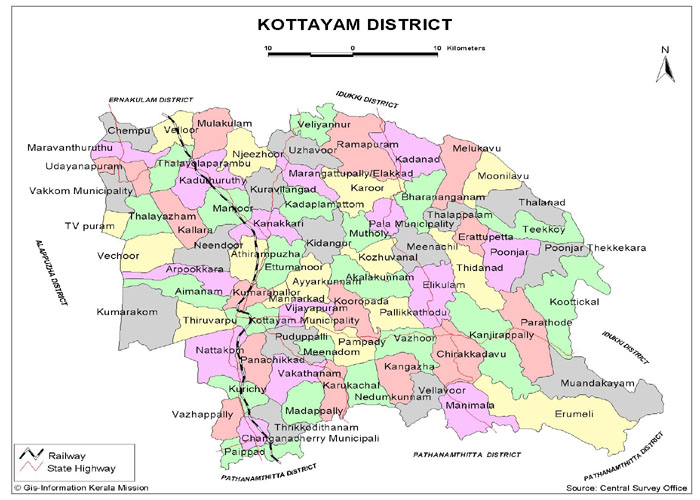 KOTTAYAM DISTRICT
10 0 10 Kilometers
N
ERNAKULAM DISTRICT
IDUKKI DISTRICT
Chempu
Velloor
Mulakulam
Veliyannur
Maravanthuruthu
Thalayolaparambu
Njeezhoor
Uzhavoor
Ramapuram
Kadanad
Melukavu
Udayanapuram
Kaduthuruthy
Marangattupally/Elakkad
Moonilavu
Vakkom Municipality
Kuravilangad
Karoor
Bharananganam
Thalanad
Thalayazham
Manjoor
Kadaplamattom
Thalappalam
TV puram
Kallara
Kanakkari
Mutholy
Pala Municipality
Erattupetta
Teekkoy
Vechoor
Neendoor
Athirampuzha
Kidangur
Kozhuvanal
Meenachil
Poonjar
Poonjar Thekkekara
Arpookkara
Ettumanoor
Akalakunnam
Thidanad
ALAPPUZHA DISTRICT
Aimanam
Ayyarkunnam
Elikulam
Kumaranallor
Mannarkad
Kooropada
Koottickal
Kumarakom
Thiruvarpu
Vijayapuram
Pallikkathodu
Kottayam Municipality
Parathode
Nattakom
Puduppalli
Pampady
Vazhoor
Kanjirappally
IDUKKI DISTRICT
Panachikkad
Meenadom
Chirakkadavu
Vakathanam
Kangazha
Kurichy
Karukachal
Vellavoor
Muandakayam
Nedumkunnam
Manimala
Vazhappally
Madappally
Erumeli
Thrikkodithanam
Changanacherry Municipali
Paippad
PATHANAMTHITTA DISTRICT
PATHANAMTHITTA DISTRICT
PATHANAMTHITTA DISTRICT
Railway
State Highway
© Gis-Information Kerala Mission
Source: Central Survey Office